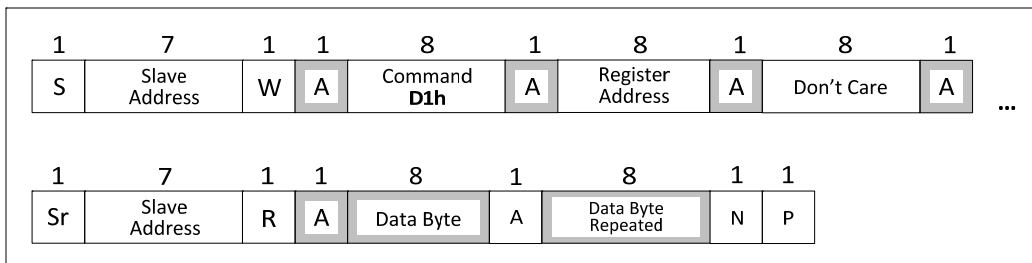 1 7 1 1 8 1 8 1 8 1
S Slave Address W A Command D1h A Register Address A Don't Care A ...
1 7 1 1 8 1 8 1 1
Sr Slave Address R A Data Byte A Data Byte Repeated N P